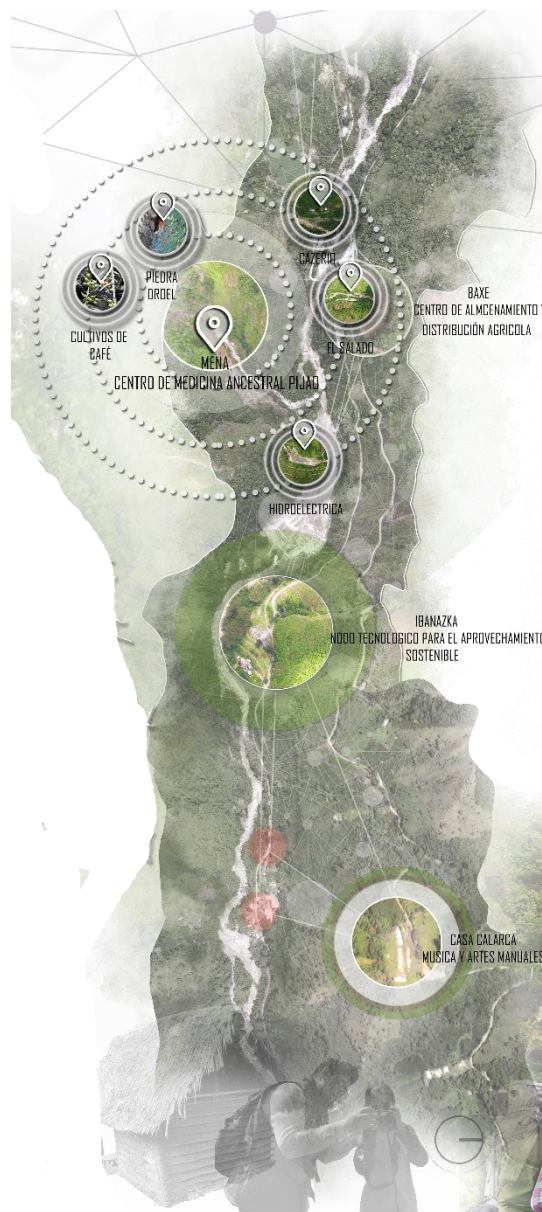 CAZERIO
PIEDRA
OROEL
CULTIVOS DE
CAFÉ
BAXE
CENTRO DE ALMCENAMIENTO Y
DISTRIBUCIÓN AGRICOLA
EL SALADO
MENA
CENTRO DE MEDICINA ANCESTRAL PIJAO
HIDROELECTRICA
IBANAZKA
NODO TECNOLOGICO PARA EL APROVECHAMIENTO
SOSTENIBLE
CASA CALARCA
MUSICA Y ARTES MANUALES